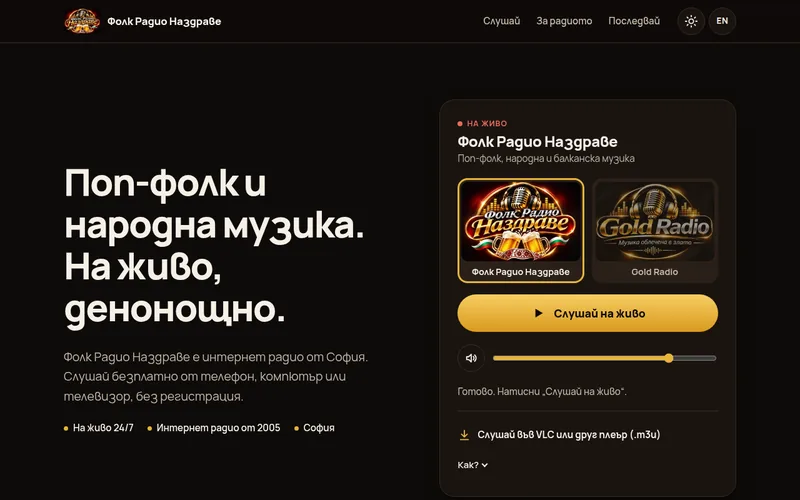 Фолк Радио Наздраве
Слушай
За радиото
Последвай
EN
Поп-фолк и
народна музика.
На живо,
денонощно.
Фолк Радио Наздраве е интернет радио от София.
Слушай безплатно от телефон, компютър или
телевизор, без регистрация.
На живо 24/7
Интернет радио от 2005
София
НА ЖИВО
Фолк Радио Наздраве
Поп-фолк, народна и балканска музика
Фолк Радио
Наздраве
Фолк Радио Наздраве
Gold Radio
Музика облечена в злато
Gold Radio
Слушай на живо
Готово. Натисни „Слушай на живо“.
Слушай във VLC или друг плеър (.m3u)
Как?